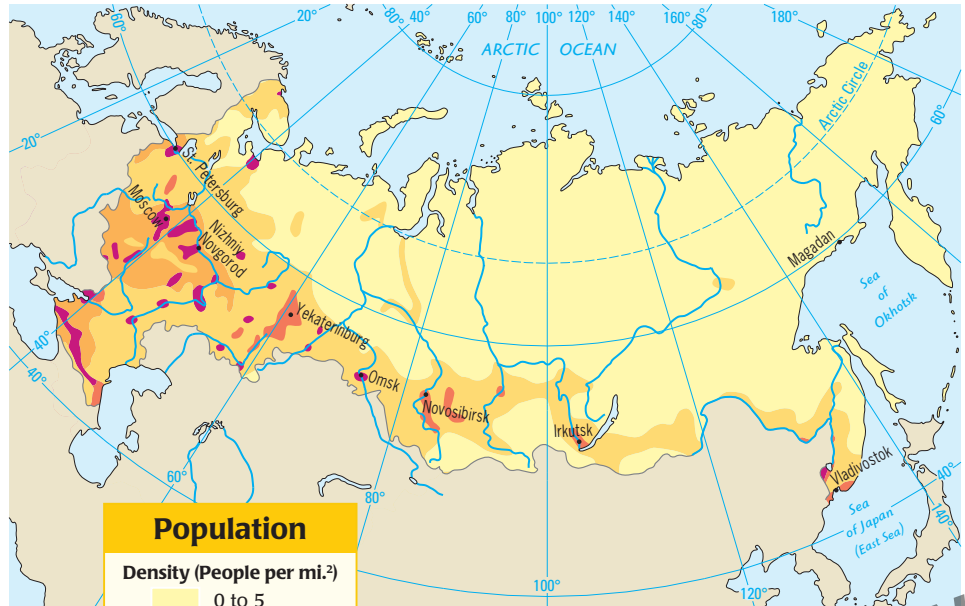 60°
20°
40°
60°
80°
100°
120°
140°
160°
80°
180°
ARCTIC OCEAN
Arctic Circle
60°
20°
St. Petersburg
Moscow
Nizhniy
Novgorod
Magadan
Sea
of
Okhotsk
40°
40°
Yekaterinburg
Omsk
Novosibirsk
Irkutsk
Vladivostok
60°
80°
40°
140°
Sea
of Japan
(East Sea)
100°
120°
Population
Density (People per mi.²)
0 to 5